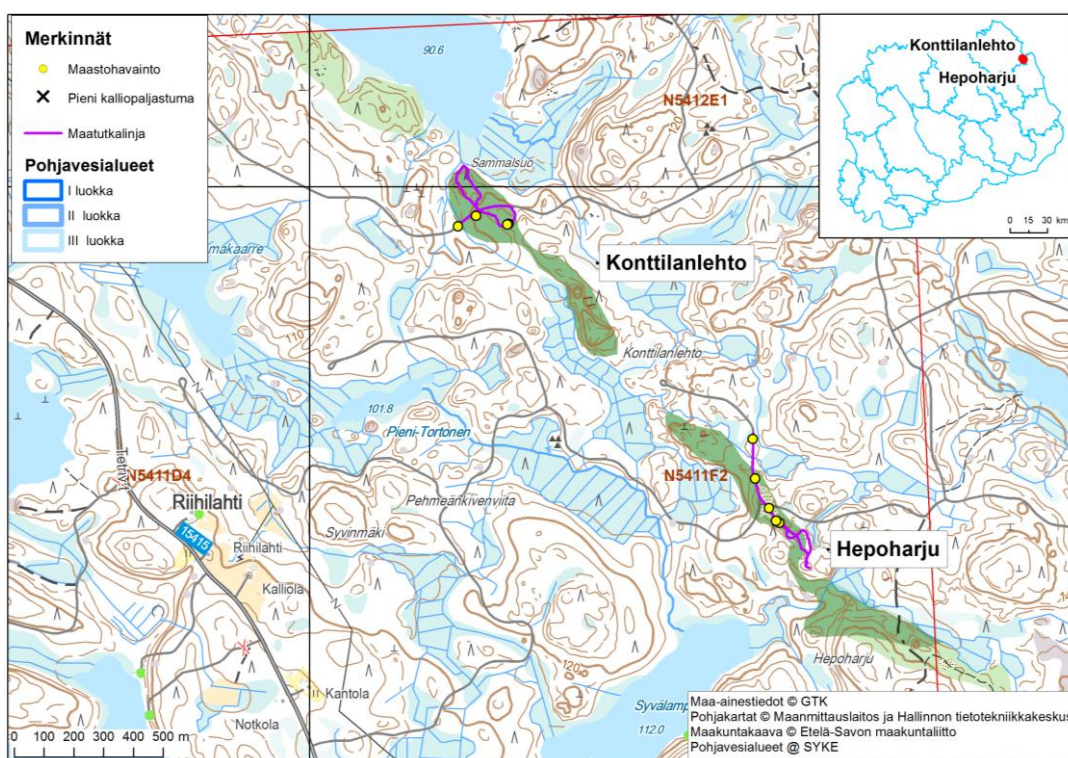 Merkinnät
Maastohavainto
Pieni kalliopaljastuma
Maatutkalinja
Pohjavesialueet
I luokka
II luokka
III luokka
90.6
N5412E1
120
Sammalsuo
Konttilanlehto
Hepoharju
0 15 30 km
Konttilanlehto
110
Konttilanlehto
101.8
Pieni-Tortonen
N5411D4
Tetrivit
Riihilahti
15415
Riihilahti
Kalliola
Pehmeänkivenviita
Syvinmäki
N5411F2
Hepoharju
120
Hepoharju
Kantola
Notkola
Syvälamp
112.0
0 100 200 300 400 500 m
Maa-ainestiedot © GTK
Pohjakartat © Maanmittauslaitos ja Hallinnon tietotekniikkakeskus
Maakuntakaava © Etelä-Savon maakuntaliitto
Pohjavesialueet @ SYKE